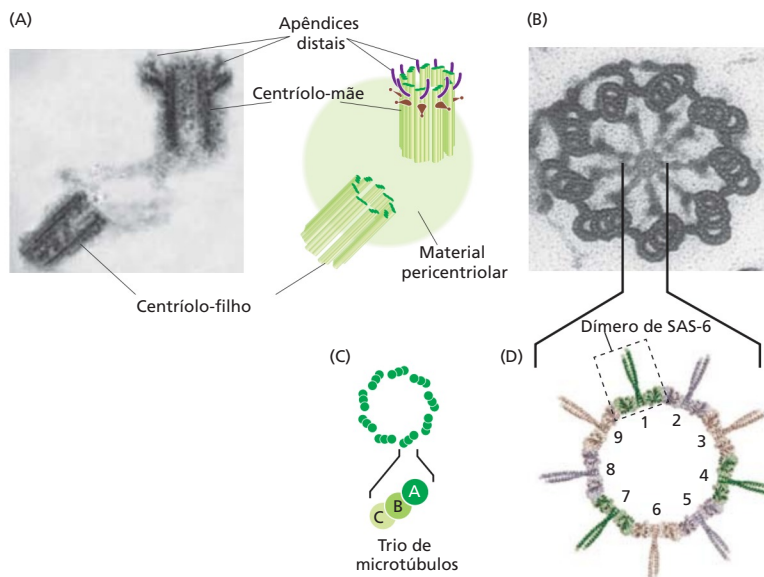 (A)
Apêndices
distais
Centríolo-mãe
Material
pericentriolar
Centríolo-filho
(B)
Dímero de SAS-6
(C)
A
B
C
Trio de
microtúbulos
(D)
1
2
3
4
5
6
7
8
9